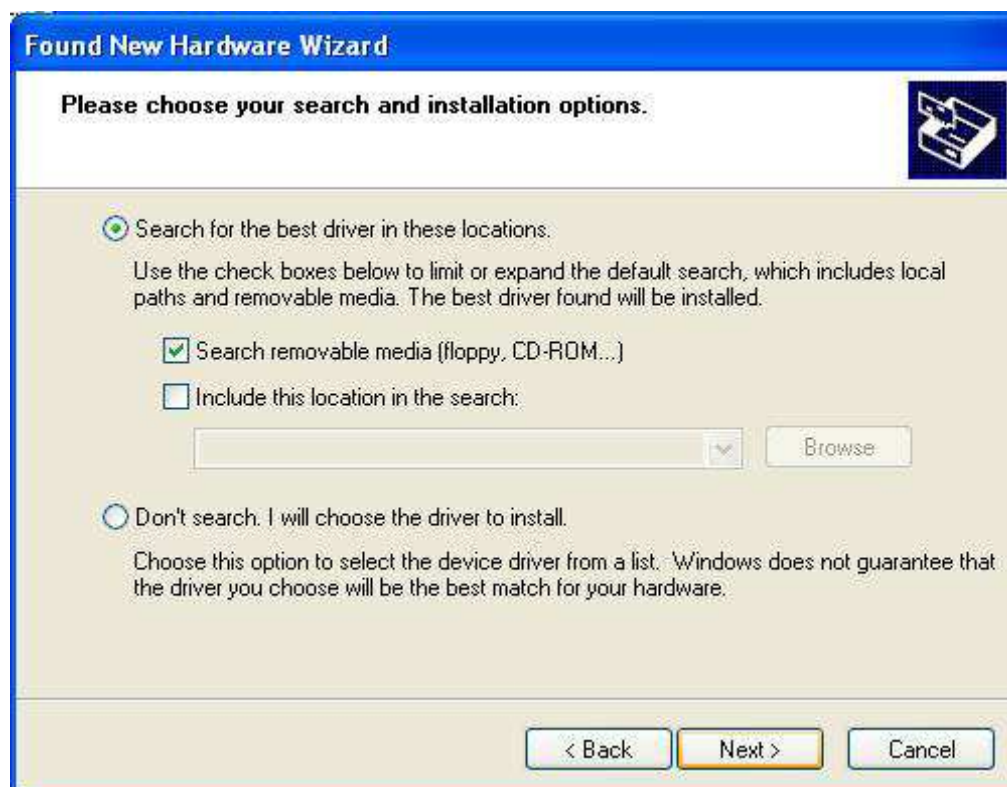 Found New Hardware Wizard
Please choose your search and installation options.
Search for the best driver in these locations.
Use the check boxes below to limit or expand the default search, which includes local
paths and removable media. The best driver found will be installed.
Search removable media (floppy, CD-ROM...)
Include this location in the search:
Browse
Don't search. I will choose the driver to install.
Choose this option to select the device driver from a list. Windows does not guarantee that
the driver you choose will be the best match for your hardware.
< Back Next > Cancel